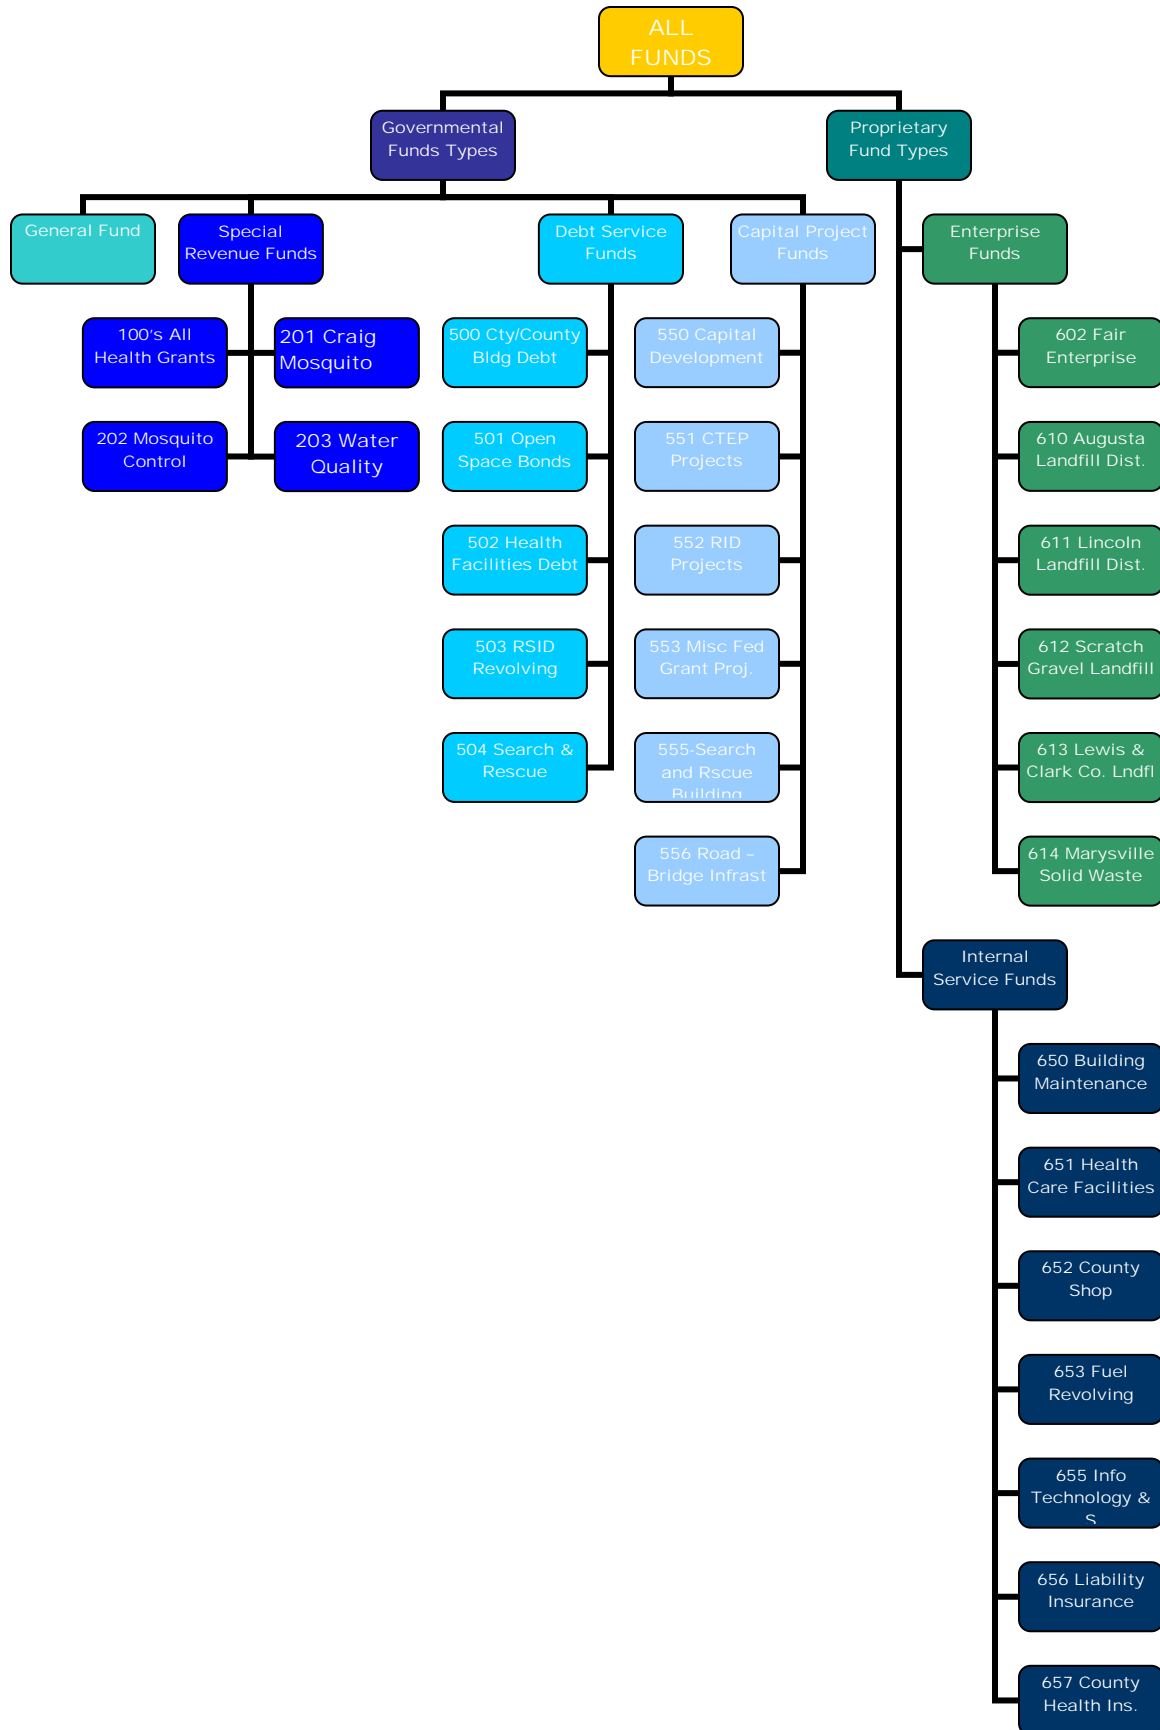 ALL
FUNDS
Governmental
Funds Types
Proprietary
Fund Types
General Fund
Special
Revenue Funds
Debt Service
Funds
Capital Project
Funds
Enterprise
Funds
100's All
Health Grants
201 Craig
Mosquito
202 Mosquito
Control
203 Water
Quality
500 Cty/County
Bldg Debt
501 Open
Space Bonds
502 Health
Facilities Debt
503 RSID
Revolving
504 Search &
Rescue
550 Capital
Development
551 CTEP
Projects
552 RID
Projects
553 Misc Fed
Grant Proj.
555-Search
and Rscue
Building
556 Road –
Bridge Infrast
602 Fair
Enterprise
610 Augusta
Landfill Dist.
611 Lincoln
Landfill Dist.
612 Scratch
Gravel Landfill
613 Lewis &
Clark Co. Lndfl
614 Marysville
Solid Waste
Internal
Service Funds
650 Building
Maintenance
651 Health
Care Facilities
652 County
Shop
653 Fuel
Revolving
655 Info
Technology &
S
656 Liability
Insurance
657 County
Health Ins.